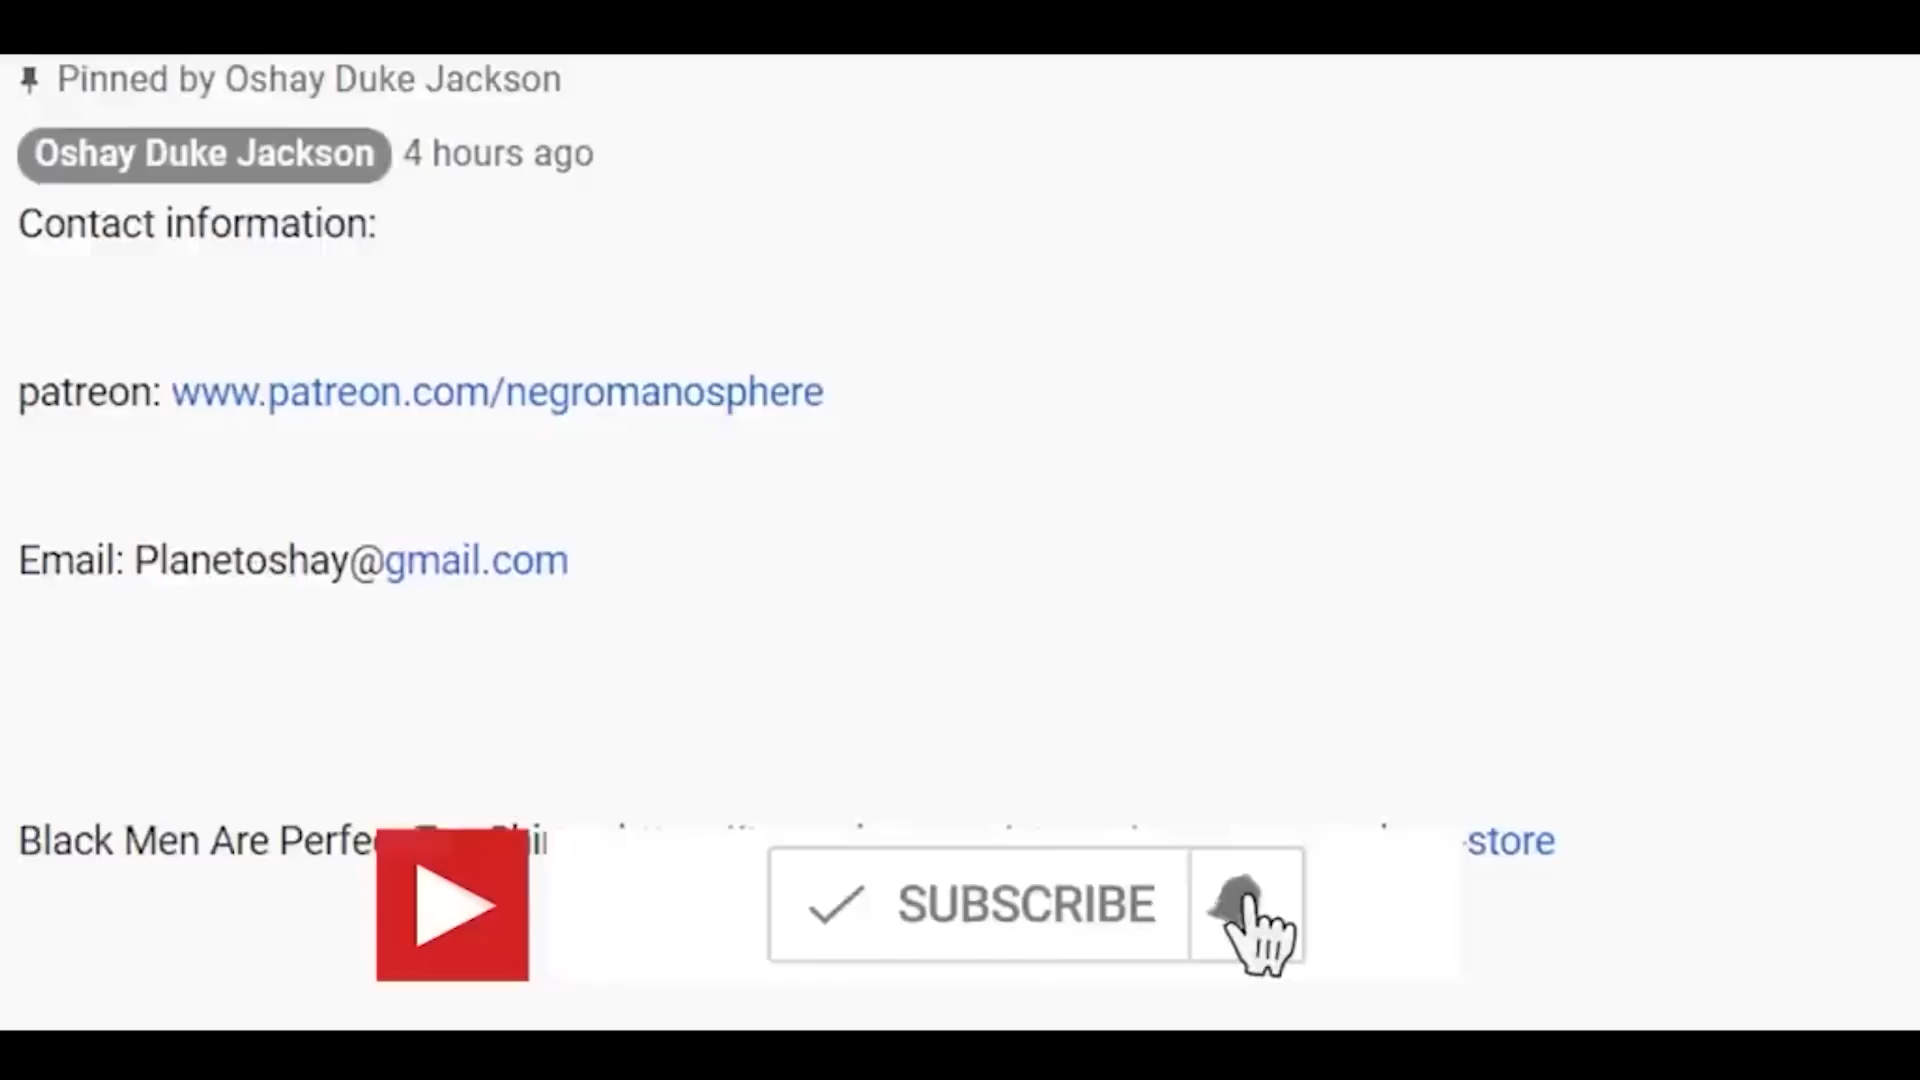 Pinned by Oshay Duke Jackson
Oshay Duke Jackson 4 hours ago
Contact information:
patreon: www.patreon.com/negromanosphere
Email: Planetoshay@gmail.com
Black Men Are -store
SUBSCRIBE